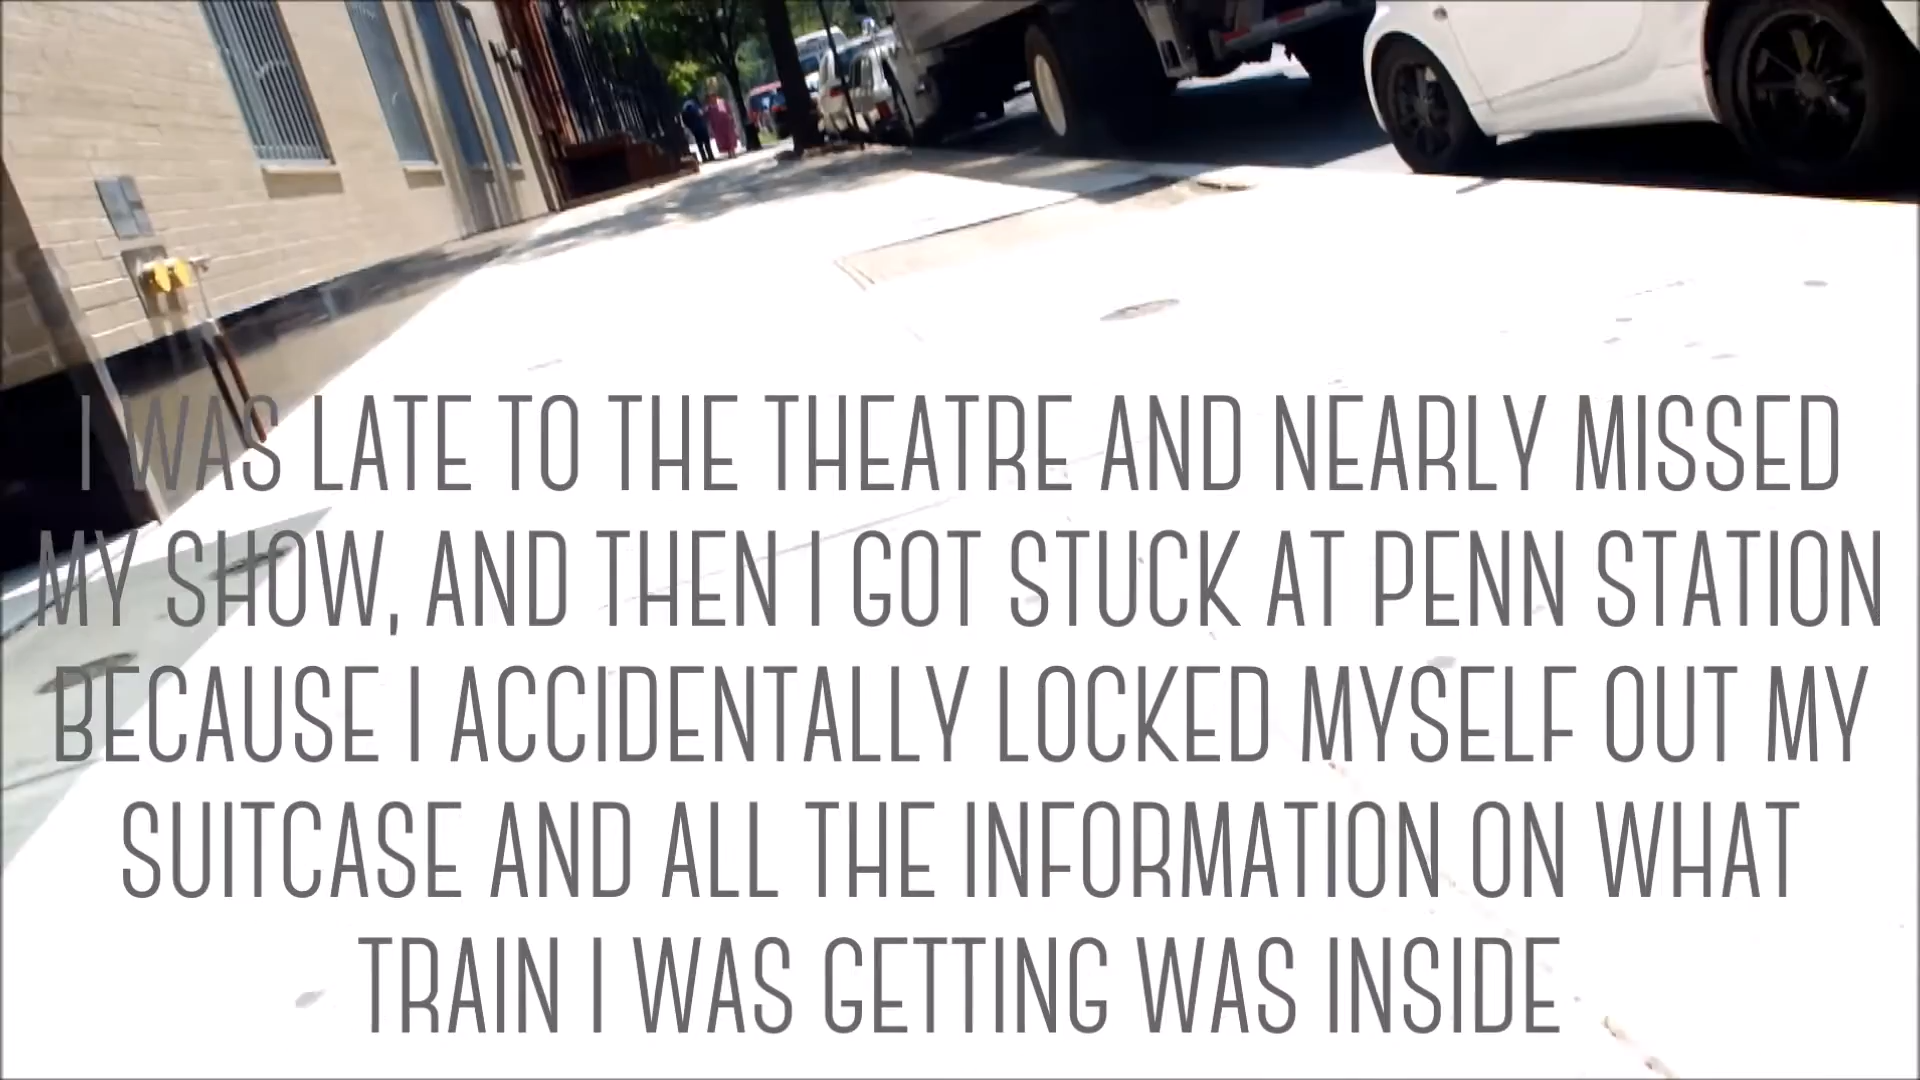 I WAS LATE TO THE THEATRE AND NEARLY MISSED
MY SHOW, AND THEN I GOT STUCK AT PENN STATION
BECAUSE I ACCIDENTALLY LOCKED MYSELF OUT MY
SUITCASE AND ALL THE INFORMATION ON WHAT
TRAIN I WAS GETTING WAS INSIDE